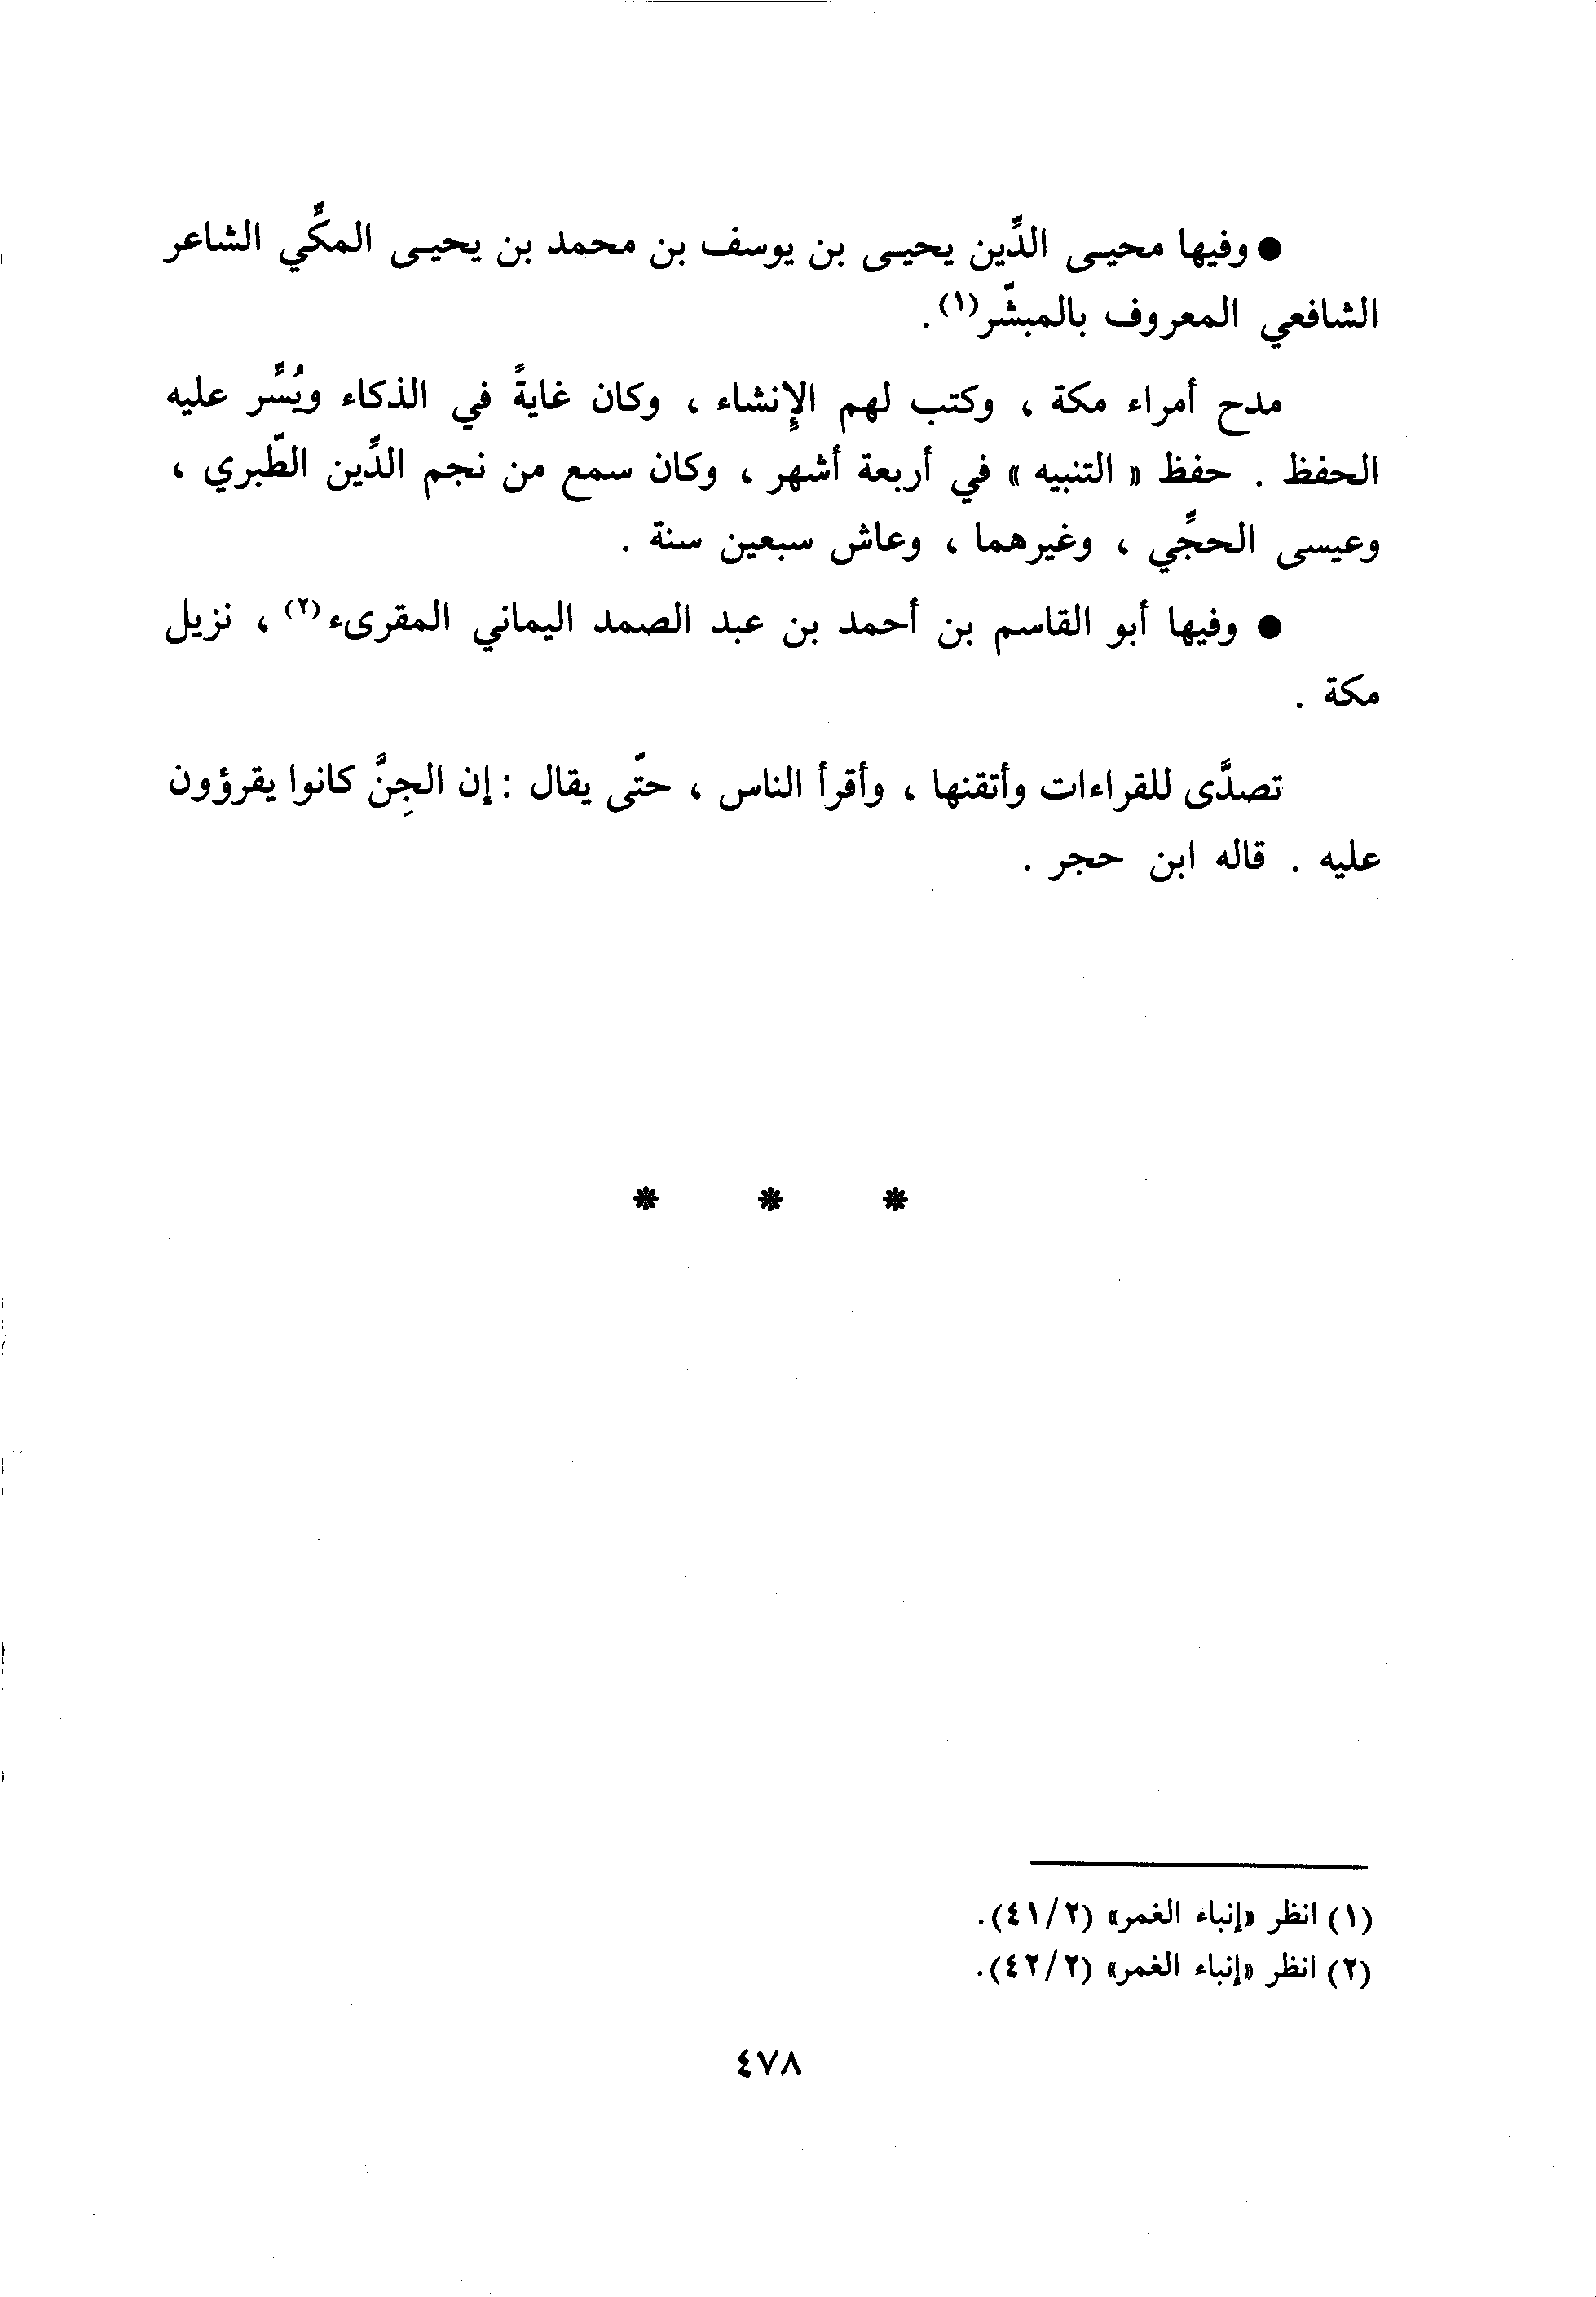 ● وفيها محيـى الدِّين يحيـى بن يوسف بن محمد بن يحيـى المكِّي الشاعر
الشافعي المعروف بالمبشّر(١).
مدح أمراء مكة ، وكتب لهم الإِنشاء ، وكان غايةً في الذكاء ويُسِّر عليه
الحفظ . حفظ « التنبيه » في أربعة أشهر ، وكان سمع من نجم الدِّين الطّبري ،
وعيسى الحجِّي ، وغيرهما ، وعاش سبعين سنة .
● وفيها أبو القاسم بن أحمد بن عبد الصمد اليماني المقرىء(٢) ، نزيل
مكة .
تصدَّى للقراءات وأتقنها ، وأقرأ الناس ، حتّى يقال : إن الجِنَّ كانوا يقرؤون
عليه . قاله ابن حجر .
* * *
(١) انظر «إنباء الغمر» (٤١/٢).
(٢) انظر «إنباء الغمر» (٤٢/٢).
٤٧٨